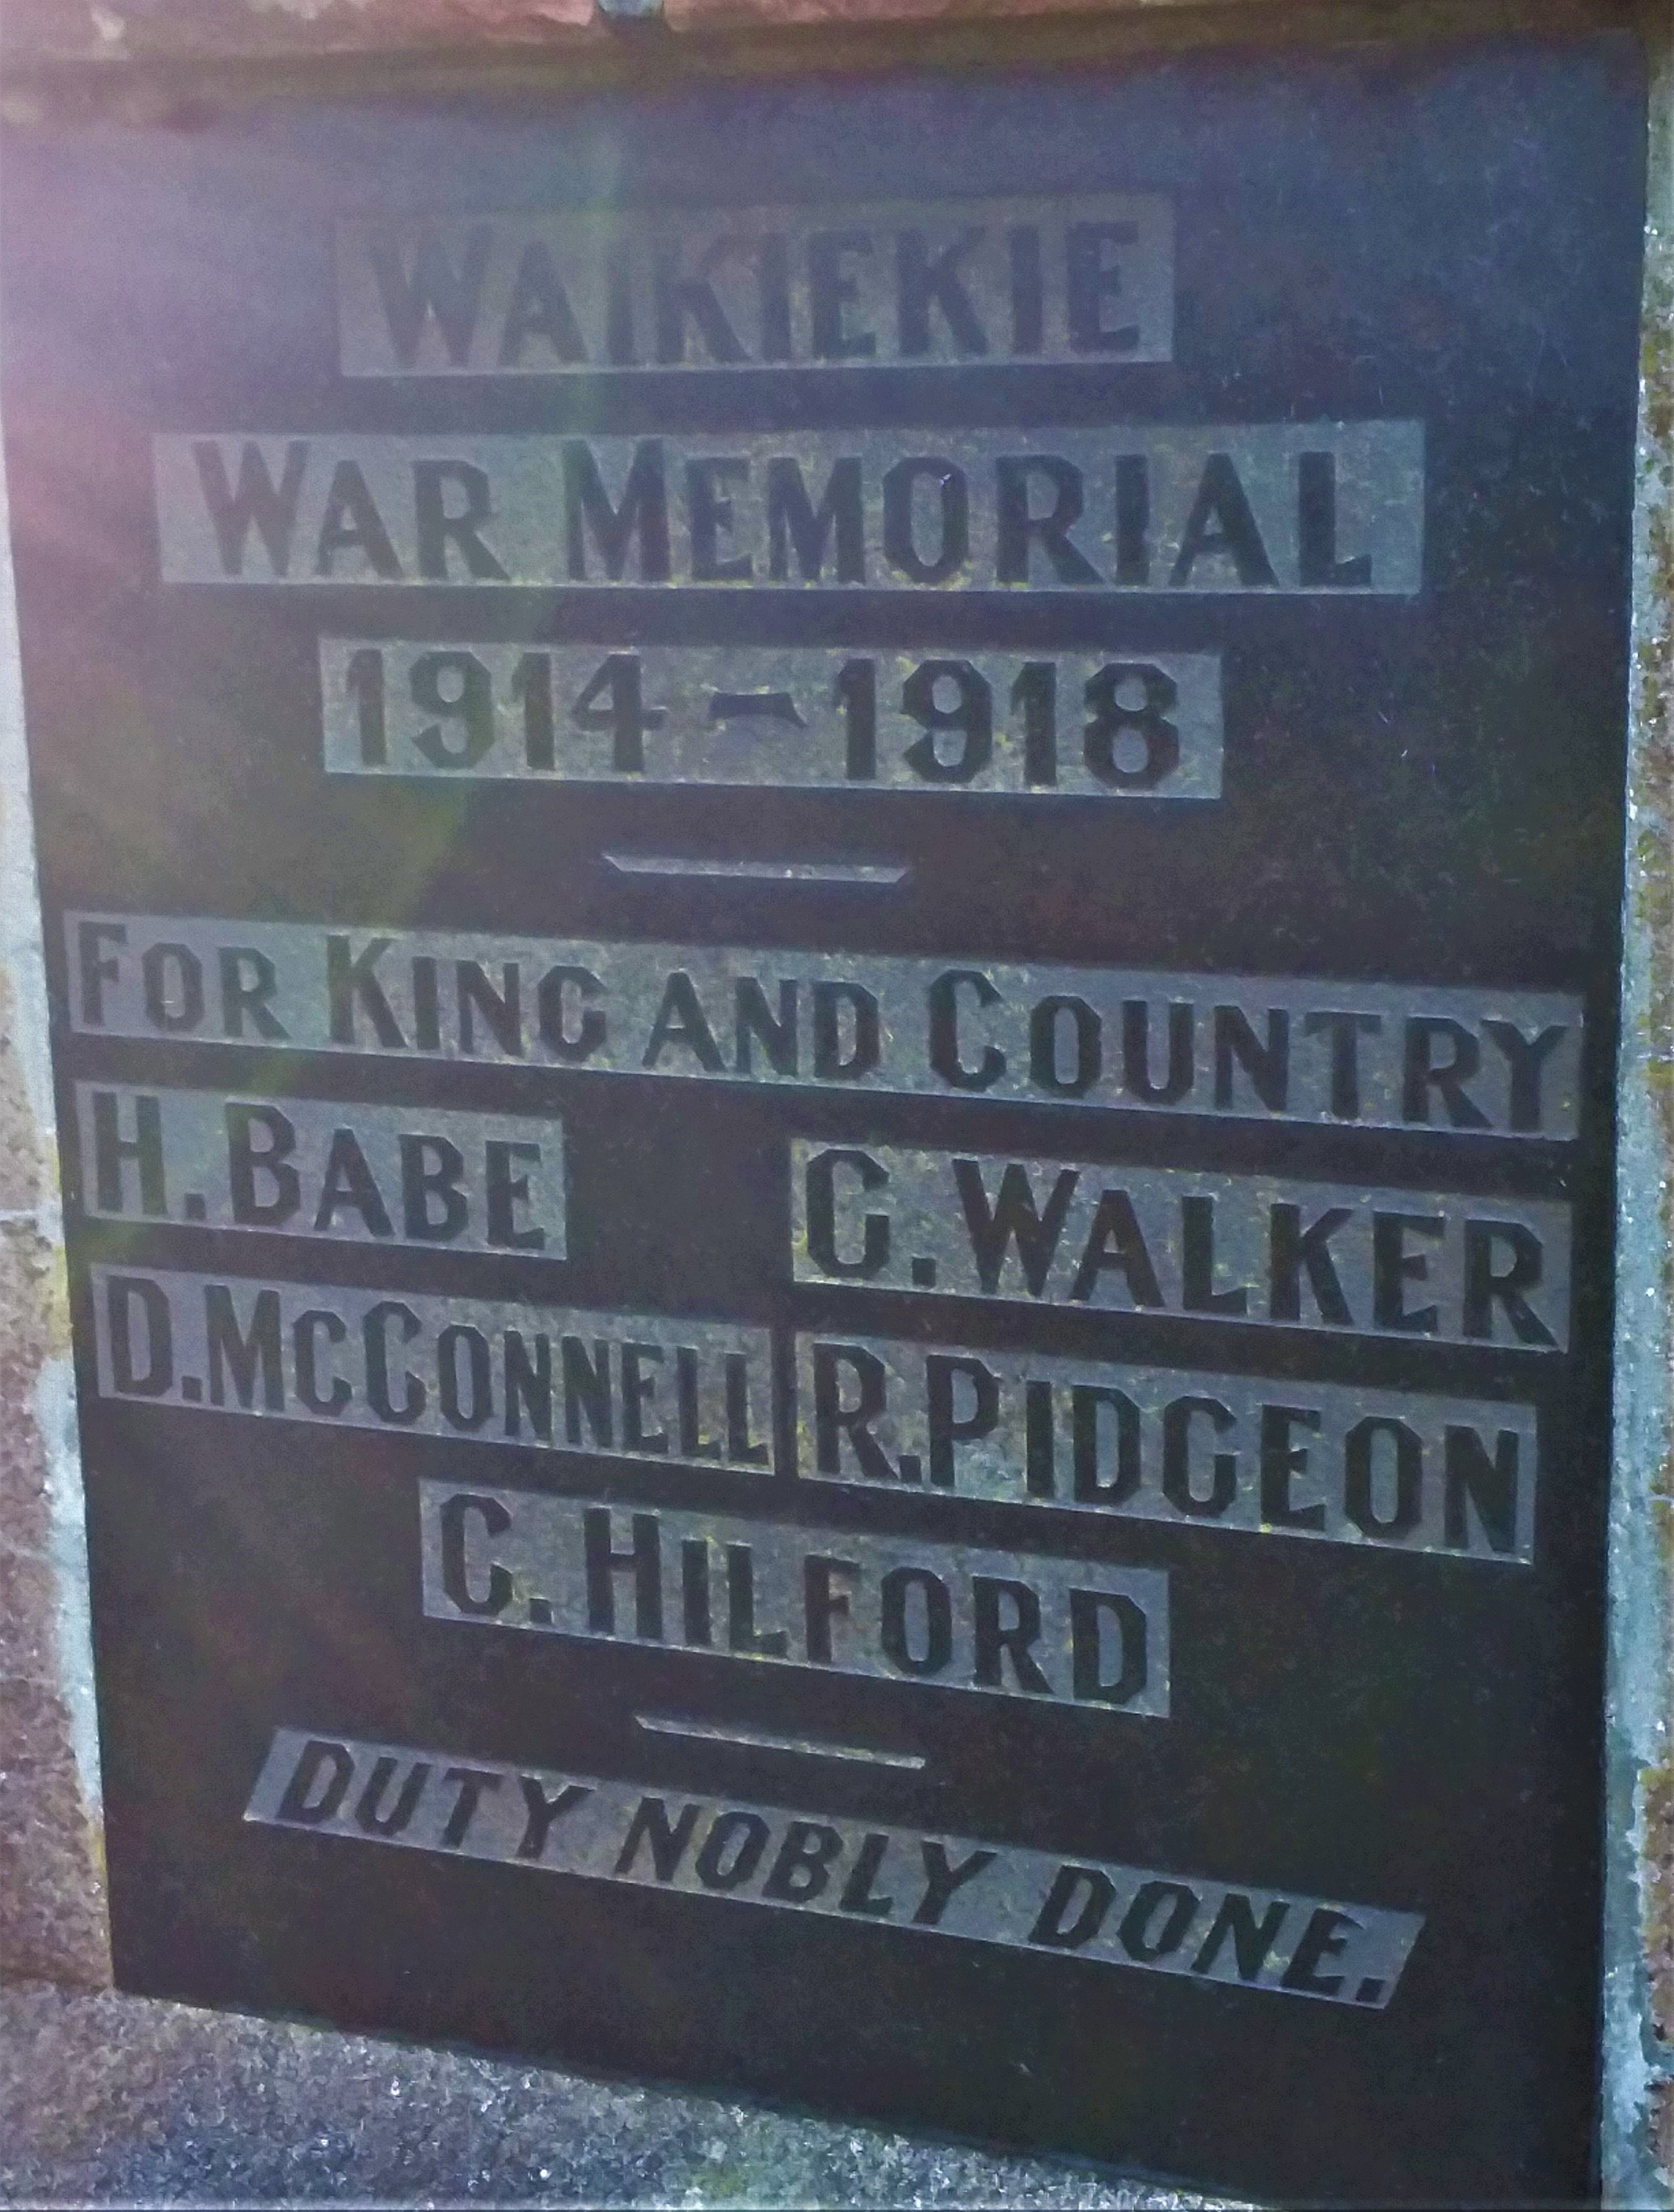 WAIKIEKIE
WAR MEMORIAL
1914-1918
FOR KING AND COUNTRY
H. BABE G. WALKER
D. McCONNELL R. PIDGEON
C. HILFORD
DUTY NOBLY DONE.